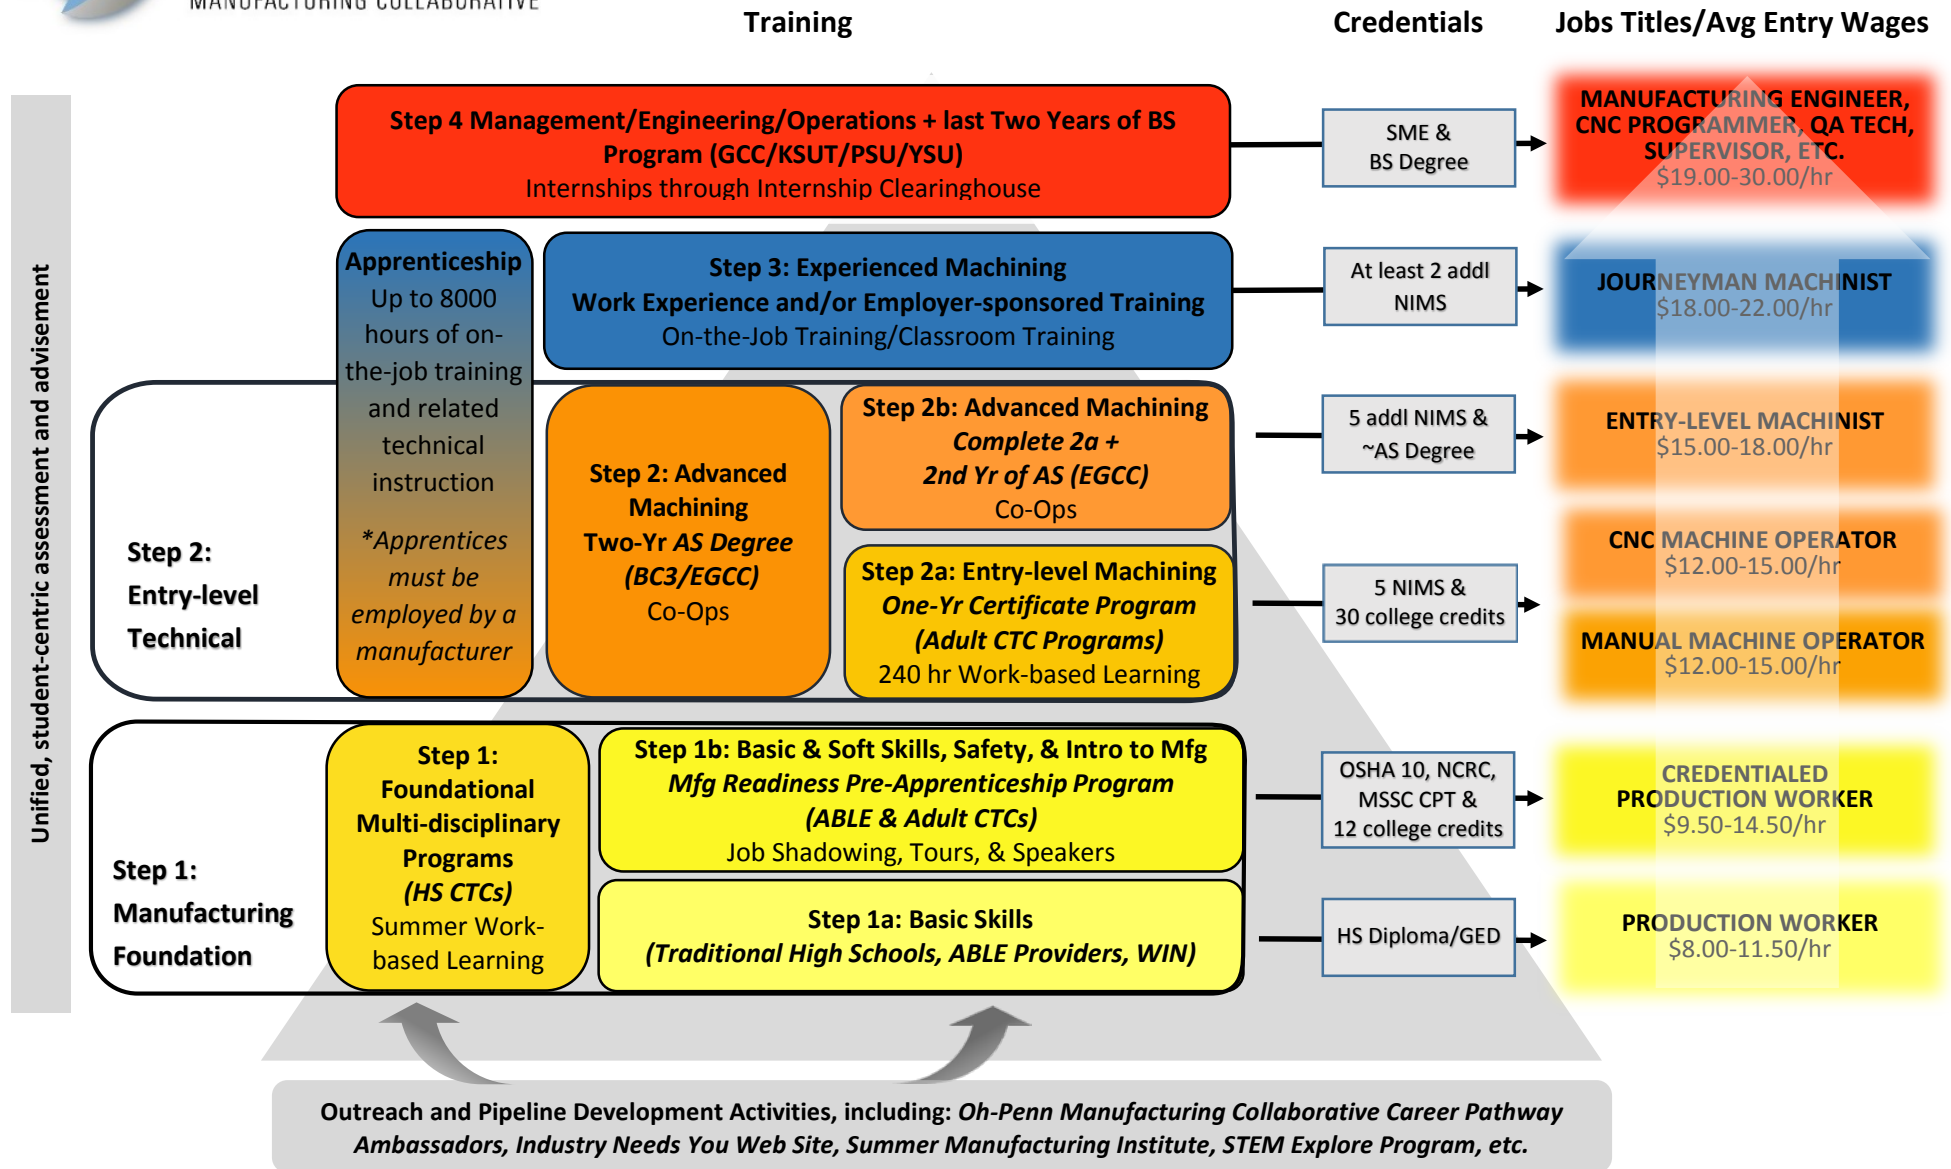 MANUFACTURING COLLABORATIVE
Training
Credentials
Jobs Titles/Avg Entry Wages
Unified, student-centric assessment and advisement
Step 4 Management/Engineering/Operations + last Two Years of BS
Program (GCC/KSUT/PSU/YSU)
Internships through Internship Clearinghouse
SME &
BS Degree
MANUFACTURING ENGINEER,
CNC PROGRAMMER, QA TECH,
SUPERVISOR, ETC.
$19.00-30.00/hr
Apprenticeship
Up to 8000
hours of on-
the-job training
and related
technical
instruction
*Apprentices
must be
employed by a
manufacturer
Step 3: Experienced Machining
Work Experience and/or Employer-sponsored Training
On-the-Job Training/Classroom Training
At least 2 addl
NIMS
JOURNEYMAN MACHINIST
$18.00-22.00/hr
Step 2:
Entry-level
Technical
Step 2: Advanced
Machining
Two-Yr AS Degree
(BC3/EGCC)
Co-Ops
Step 2b: Advanced Machining
Complete 2a +
2nd Yr of AS (EGCC)
Co-Ops
5 addl NIMS &
~AS Degree
ENTRY-LEVEL MACHINIST
$15.00-18.00/hr
Step 2a: Entry-level Machining
One-Yr Certificate Program
(Adult CTC Programs)
240 hr Work-based Learning
5 NIMS &
30 college credits
CNC MACHINE OPERATOR
$12.00-15.00/hr
MANUAL MACHINE OPERATOR
$12.00-15.00/hr
Step 1:
Manufacturing
Foundation
Step 1:
Foundational
Multi-disciplinary
Programs
(HS CTCs)
Summer Work-
based Learning
Step 1b: Basic & Soft Skills, Safety, & Intro to Mfg
Mfg Readiness Pre-Apprenticeship Program
(ABLE & Adult CTCs)
Job Shadowing, Tours, & Speakers
OSHA 10, NCRC,
MSSC CPT &
12 college credits
CREDENTIALED
PRODUCTION WORKER
$9.50-14.50/hr
Step 1a: Basic Skills
(Traditional High Schools, ABLE Providers, WIN)
HS Diploma/GED
PRODUCTION WORKER
$8.00-11.50/hr
Outreach and Pipeline Development Activities, including: Oh-Penn Manufacturing Collaborative Career Pathway
Ambassadors, Industry Needs You Web Site, Summer Manufacturing Institute, STEM Explore Program, etc.